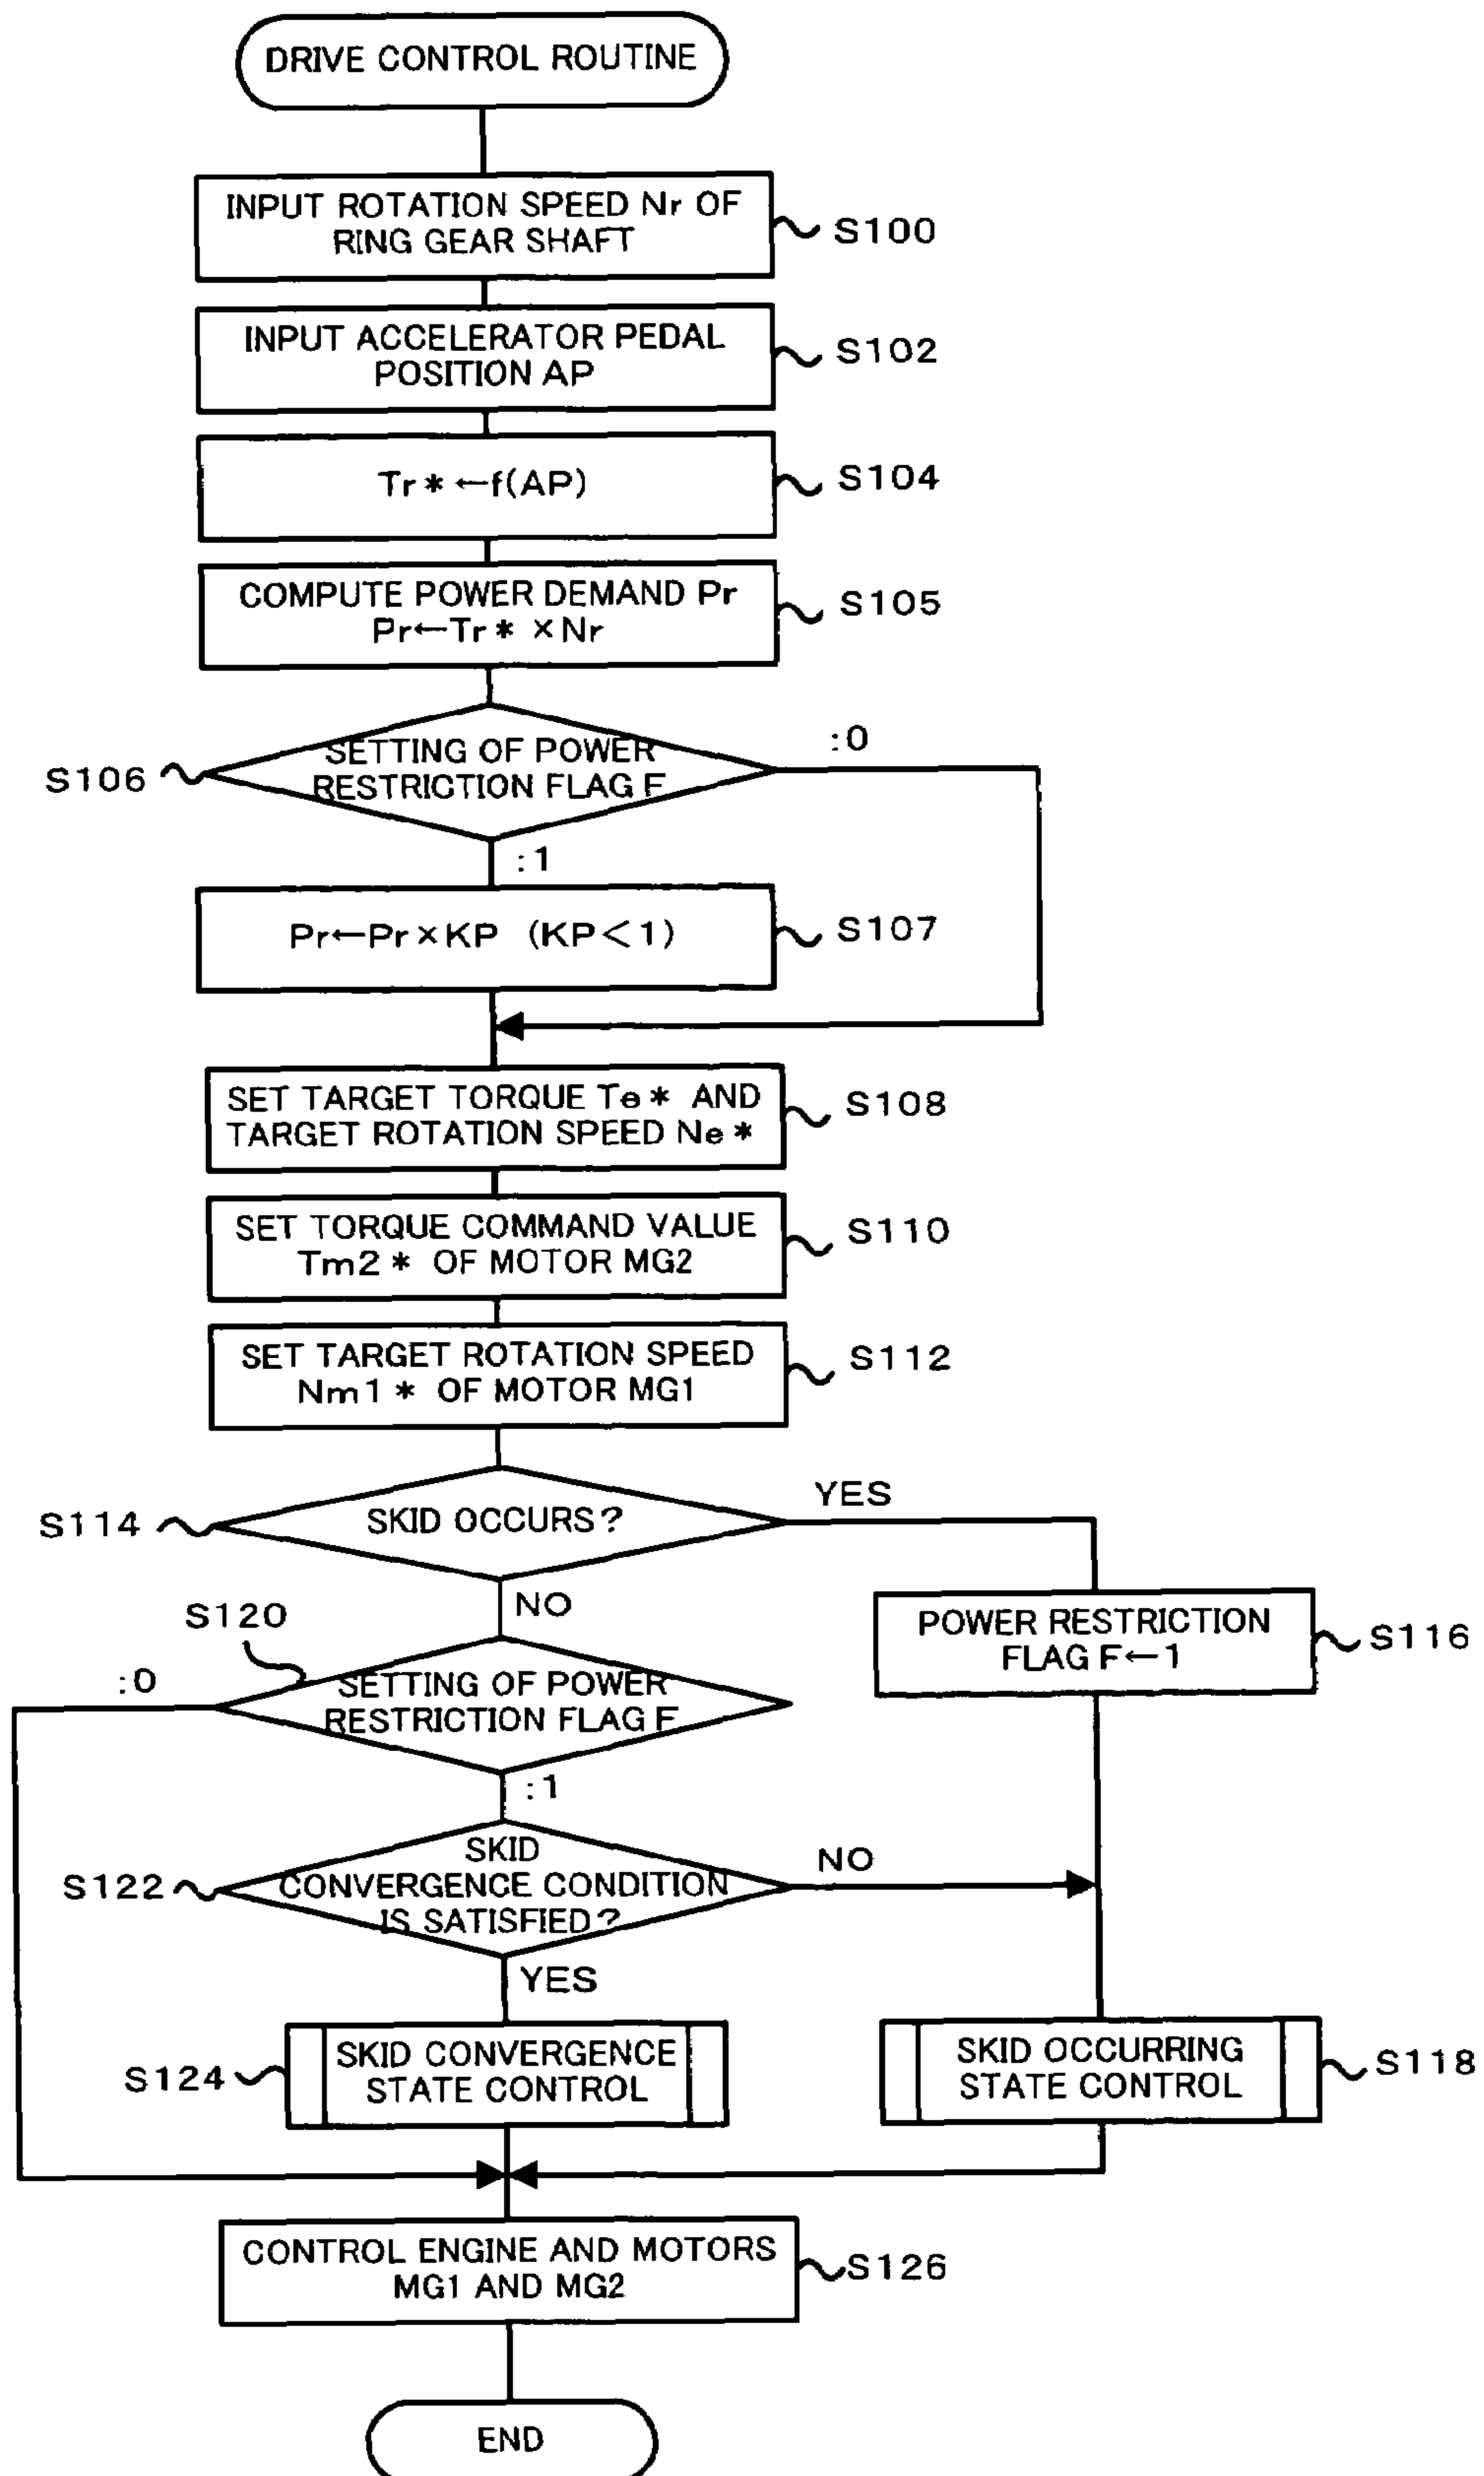 DRIVE CONTROL ROUTINE
INPUT ROTATION SPEED Nr OF
RING GEAR SHAFT
S100
INPUT ACCELERATOR PEDAL
POSITION AP
S102
Tr*←f(AP)
S104
COMPUTE POWER DEMAND Pr
Pr←Tr* ×Nr
S105
SETTING OF POWER
RESTRICTION FLAG F
S106
:0
:1
Pr←Pr×KP (KP<1)
S107
SET TARGET TORQUE Te* AND
TARGET ROTATION SPEED Ne*
S108
SET TORQUE COMMAND VALUE
Tm2* OF MOTOR MG2
S110
SET TARGET ROTATION SPEED
Nm1* OF MOTOR MG1
S112
SKID OCCURS?
S114
YES
NO
POWER RESTRICTION
FLAG F←1
S116
S120
:0
SETTING OF POWER
RESTRICTION FLAG F
:1
SKID
CONVERGENCE CONDITION
IS SATISFIED?
S122
NO
YES
SKID CONVERGENCE
STATE CONTROL
S124
SKID OCCURRING
STATE CONTROL
S118
CONTROL ENGINE AND MOTORS
MG1 AND MG2
S126
END